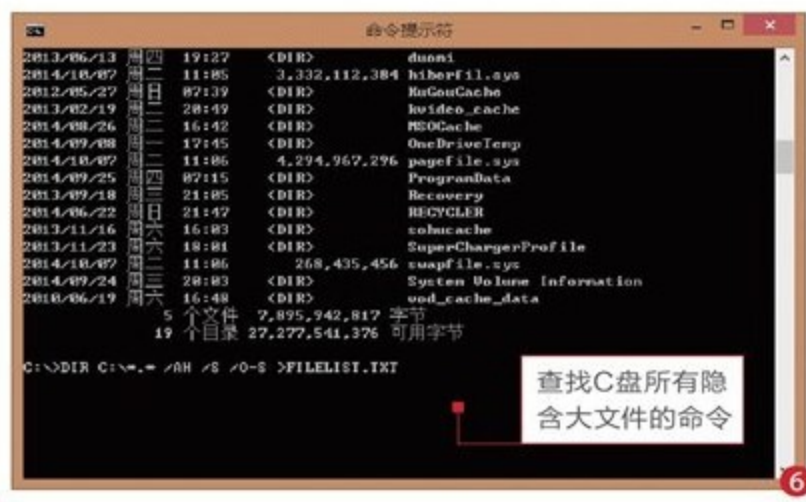 命令提示符
2013/06/13 周四 19:27 <DIR> duomi
2014/10/07 周二 11:05 3,332,112,384 hiberfil.sys
2012/05/27 周日 07:39 <DIR> KuGouCache
2013/02/19 周二 20:49 <DIR> kvideo_cache
2014/08/26 周二 16:42 <DIR> MSOCache
2014/09/08 周一 17:45 <DIR> OneDriveTemp
2014/10/07 周二 11:06 4,294,967,296 pagefile.sys
2014/09/25 周四 07:15 <DIR> ProgramData
2013/09/18 周三 21:05 <DIR> Recovery
2014/06/22 周日 21:47 <DIR> RECYCLER
2013/11/16 周六 16:03 <DIR> sohucache
2013/11/23 周六 18:01 <DIR> SuperChargerProfile
2014/10/07 周二 11:06 268,435,456 swapfile.sys
2014/09/24 周三 20:03 <DIR> System Volume Information
2010/06/19 周六 16:48 <DIR> vod_cache_data
5 个文件 7,895,942,817 字节
19 个目录 27,277,541,376 可用字节
C:\>DIR C:\*.* /AH /S /O-S >FILELIST.TXT
查找C盘所有隐
含大文件的命令
6